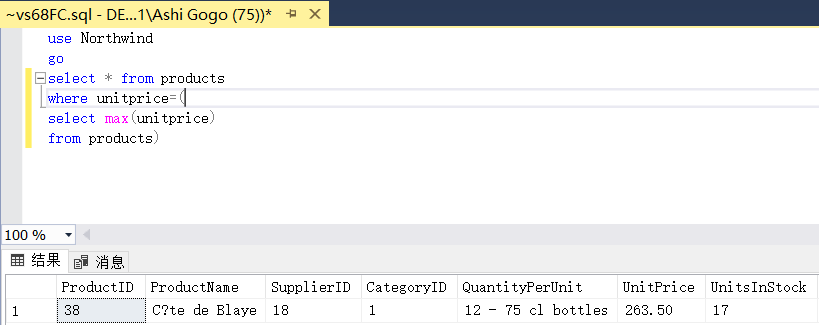 ~vs68FC.sql - DE...1\Ashi Gogo (75))*
use Northwind
go
select * from products
where unitprice=(
select max(unitprice)
from products)
100 %
结果 消息
ProductID ProductName SupplierID CategoryID QuantityPerUnit UnitPrice UnitsInStock
1 38 C?te de Blaye 18 1 12 - 75 cl bottles 263.50 17